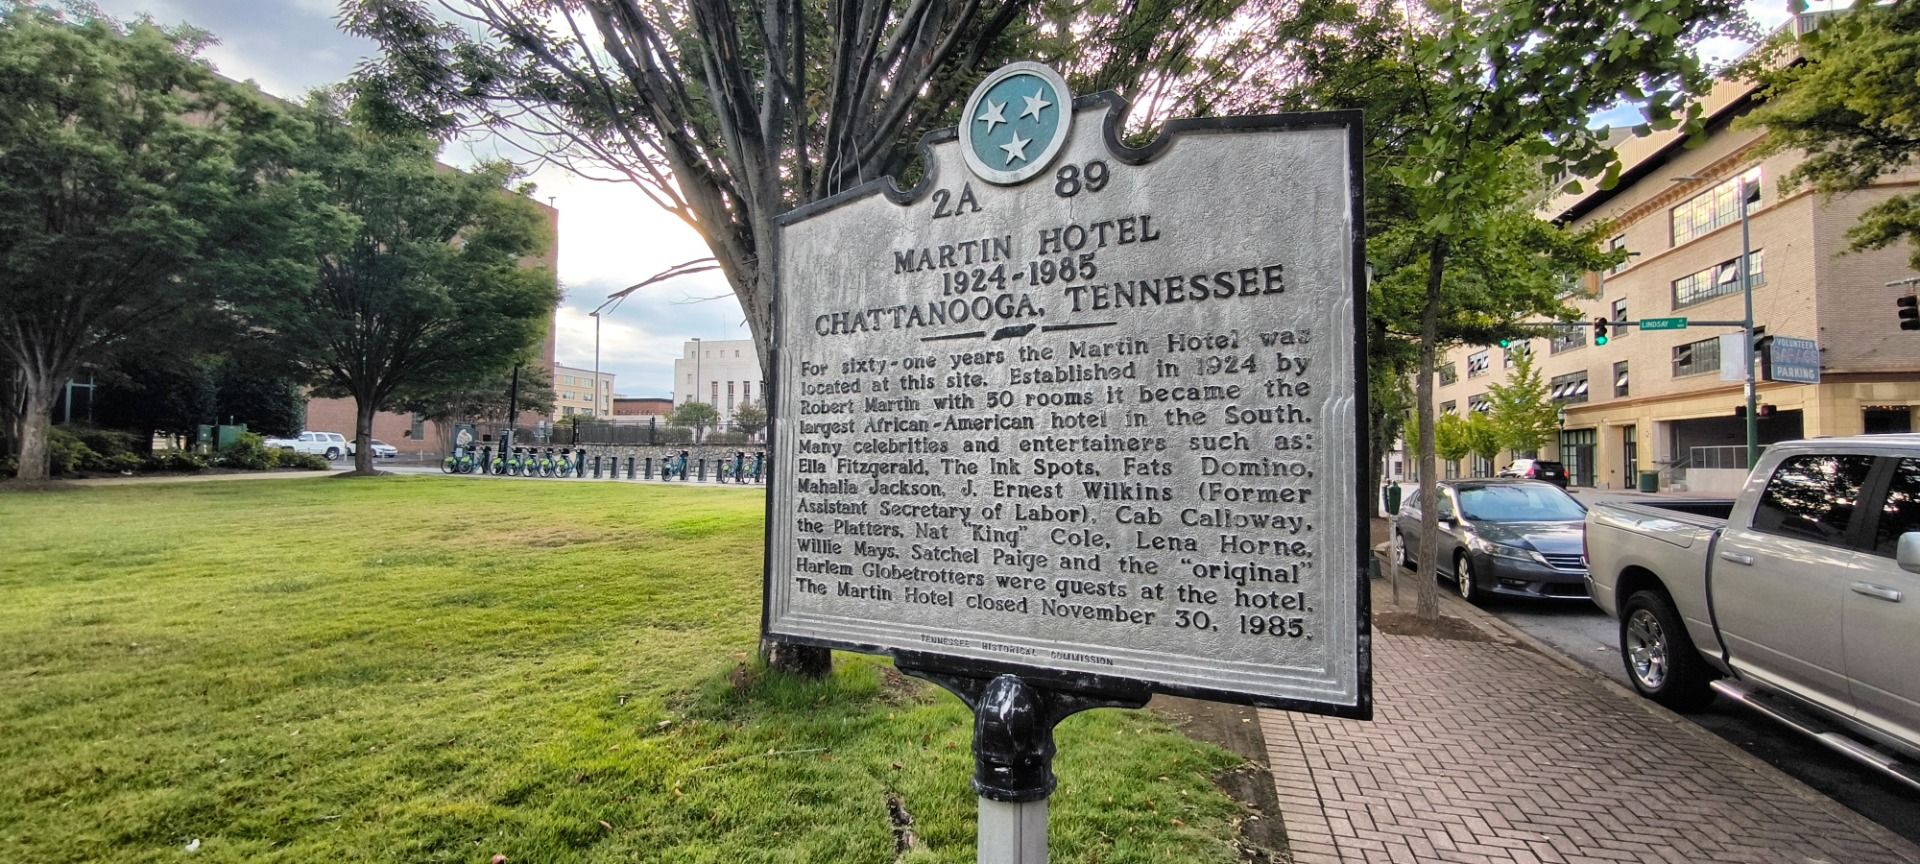 2A 89
MARTIN HOTEL
1924-1985
CHATTANOOGA, TENNESSEE
For sixty-one years the Martin Hotel was
located at this site. Established in 1924 by
Robert Martin with 50 rooms it became the
largest African-American hotel in the South.
Many celebrities and entertainers such as:
Ella Fitzgerald, The Ink Spots, Fats Domino,
Mahalia Jackson, J. Ernest Wilkins (Former
Assistant Secretary of Labor), Cab Calloway,
the Platters, Nat "King" Cole, Lena Horne,
Willie Mays, Satchel Paige and the "original"
Harlem Globetrotters were guests at the hotel.
The Martin Hotel closed November 30, 1985.
TENNESSEE HISTORICAL COMMISSION
LINDSAY
VOLUNTEER
GARAGE
PARKING